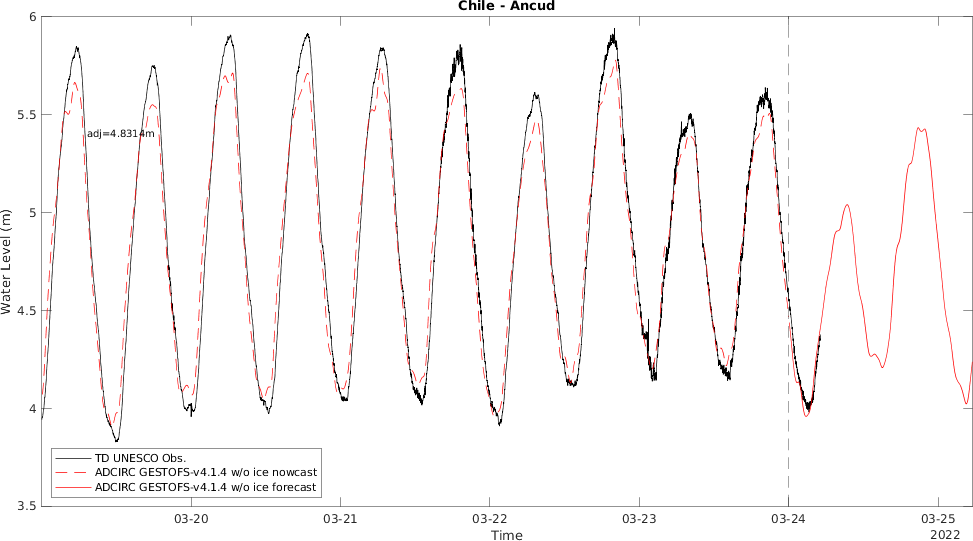 Chile - Ancud
6
5.5
5
4.5
4
3.5
Water Level (m)
adj=4.8314m
TD UNESCO Obs.
ADCIRC GESTOFS-v4.1.4 w/o ice nowcast
ADCIRC GESTOFS-v4.1.4 w/o ice forecast
03-20
03-21
03-22
03-23
03-24
03-25
Time
2022